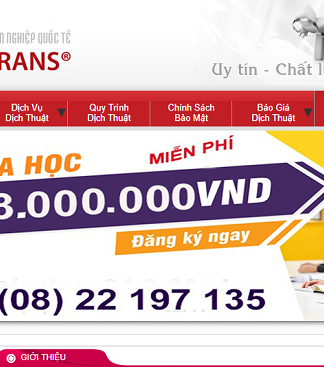 N NGHIỆP QUỐC TẾ
RANS®
Uy tín - Chất l
Dịch Vụ
Dịch Thuật
Quy Trình
Dịch Thuật
Chính Sách
Bảo Mật
Báo Giá
Dịch Thuật
A HỌC
MIỄN PHÍ
3.000.000VND
Đăng ký ngay
(08) 22 197 135
GIỚI THIỆU